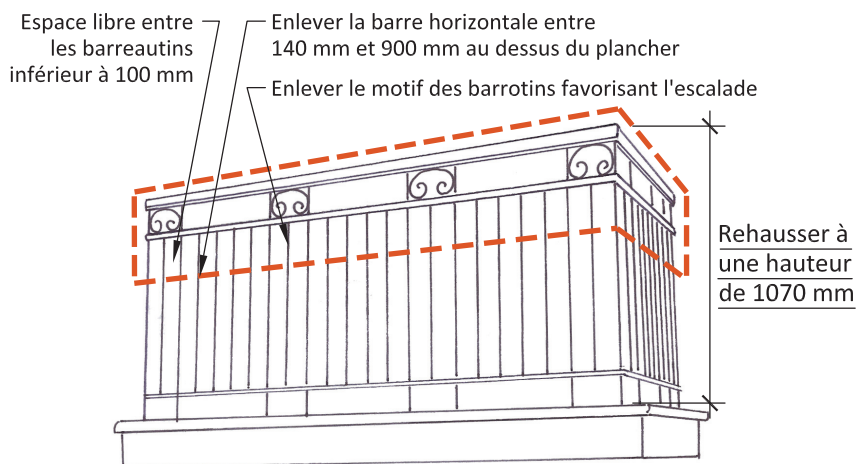 Espace libre entre
les barreautins
inférieur à 100 mm
Enlever la barre horizontale entre
140 mm et 900 mm au dessus du plancher
Enlever le motif des barrotins favorisant l'escalade
Rehausser à
une hauteur
de 1070 mm